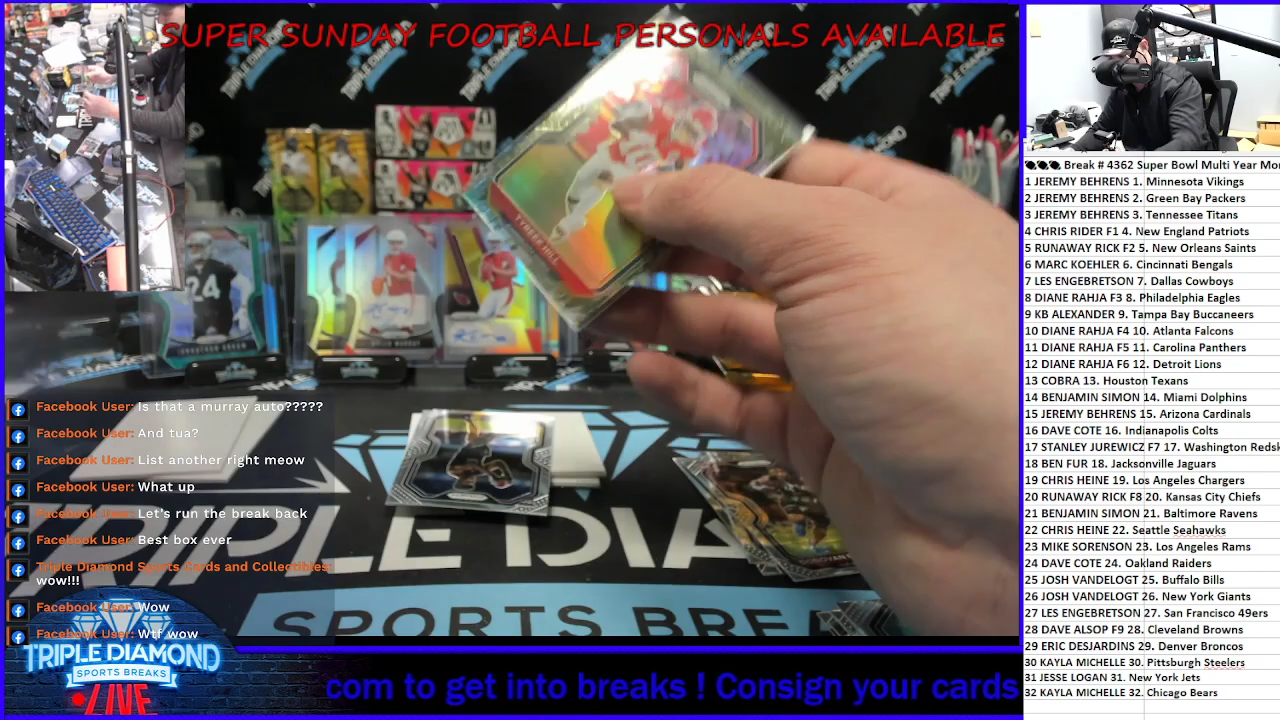 SUPER SUNDAY FOOTBALL PERSONALS AVAILABLE
TYREEK HILL
24
Facebook User: Is that a murray auto?????
Facebook User: And tua?
Facebook User: List another right meow
Facebook User: What up
Facebook User: Let's run the break back
Facebook User: Best box ever
Triple Diamond Sports Cards and Collectibles:
wow!!!
Facebook User: Wow
Facebook User: Wtf wow
TRIPLE DIAMOND
SPORTS BREAKS
LIVE
TRIPLE DIA
SPORTS BREA
com to get into breaks ! Consign your cards
Break # 4362 Super Bowl Multi Year Mo
1 JEREMY BEHRENS 1. Minnesota Vikings
2 JEREMY BEHRENS 2. Green Bay Packers
3 JEREMY BEHRENS 3. Tennessee Titans
4 CHRIS RIDER F1 4. New England Patriots
5 RUNAWAY RICK F2 5. New Orleans Saints
6 MARC KOEHLER 6. Cincinnati Bengals
7 LES ENGEBRETSON 7. Dallas Cowboys
8 DIANE RAHJA F3 8. Philadelphia Eagles
9 KB ALEXANDER 9. Tampa Bay Buccaneers
10 DIANE RAHJA F4 10. Atlanta Falcons
11 DIANE RAHJA F5 11. Carolina Panthers
12 DIANE RAHJA F6 12. Detroit Lions
13 COBRA 13. Houston Texans
14 BENJAMIN SIMON 14. Miami Dolphins
15 JEREMY BEHRENS 15. Arizona Cardinals
16 DAVE COTE 16. Indianapolis Colts
17 STANLEY JUREWICZ F7 17. Washington Redsk
18 BEN FUR 18. Jacksonville Jaguars
19 CHRIS HEINE 19. Los Angeles Chargers
20 RUNAWAY RICK F8 20. Kansas City Chiefs
21 BENJAMIN SIMON 21. Baltimore Ravens
22 CHRIS HEINE 22. Seattle Seahawks
23 MIKE SORENSON 23. Los Angeles Rams
24 DAVE COTE 24. Oakland Raiders
25 JOSH VANDELOGT 25. Buffalo Bills
26 JOSH VANDELOGT 26. New York Giants
27 LES ENGEBRETSON 27. San Francisco 49ers
28 DAVE ALSOP F9 28. Cleveland Browns
29 EDDIE 29. Denver Broncos
30 KAYLA MICHELLE 30. Pittsburgh Steelers
31 JESSE LOGAN 31. New York Jets
32 KAYLA MICHELLE 32. Chicago Bears